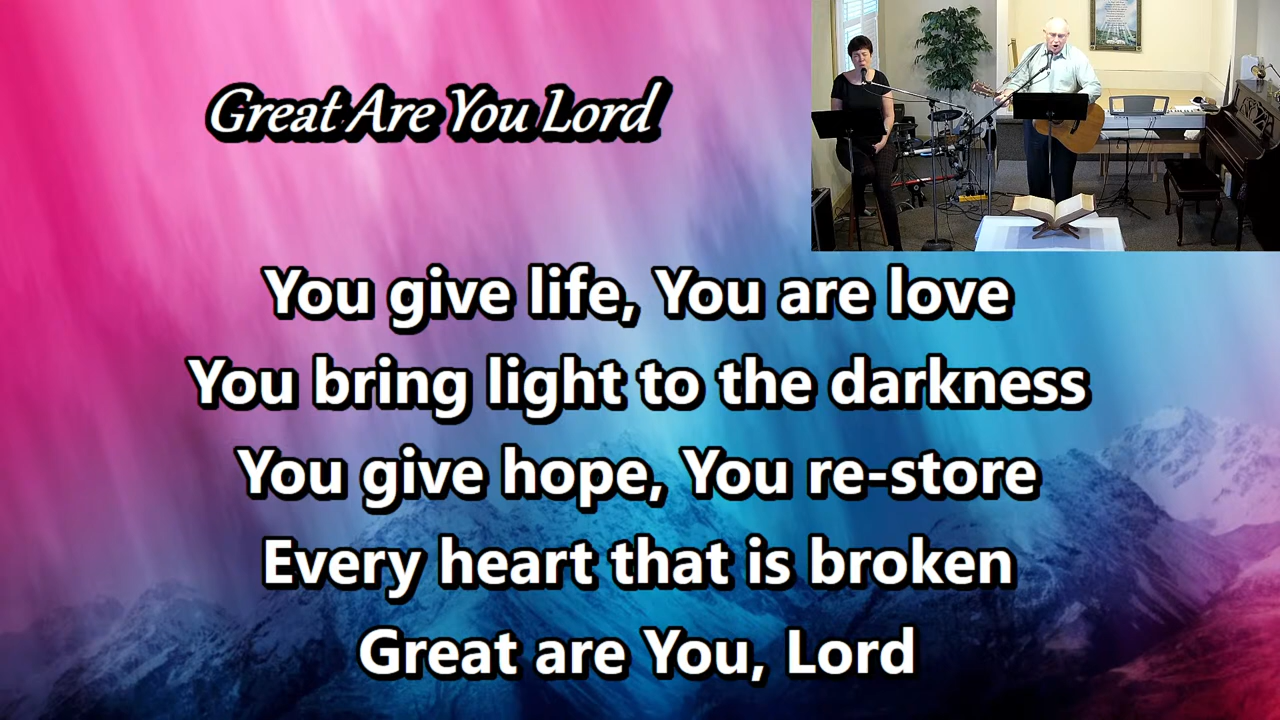 Great Are You Lord
You give life, You are love
You bring light to the darkness
You give hope, You re-store
Every heart that is broken
Great are You, Lord